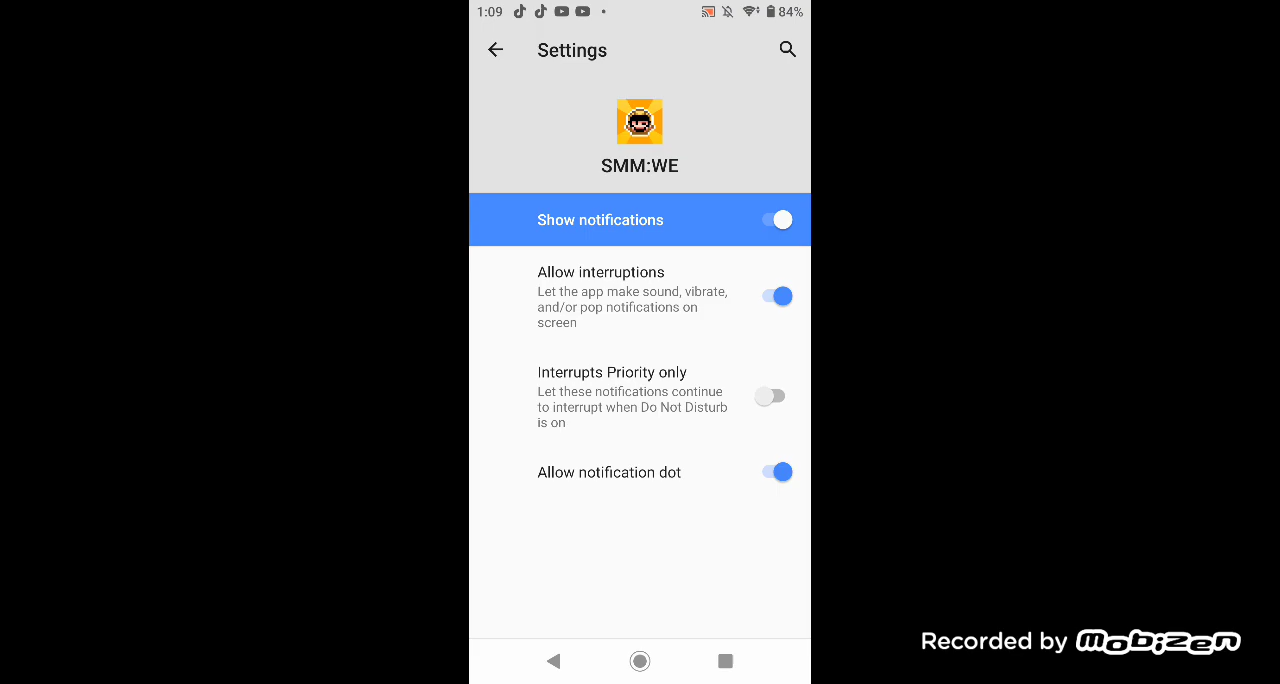 1:09
84%
Settings
SMM:WE
Show notifications
Allow interruptions
Let the app make sound, vibrate,
and/or pop notifications on
screen
Interrupts Priority only
Let these notifications continue
to interrupt when Do Not Disturb
is on
Allow notification dot
Recorded by mobizen